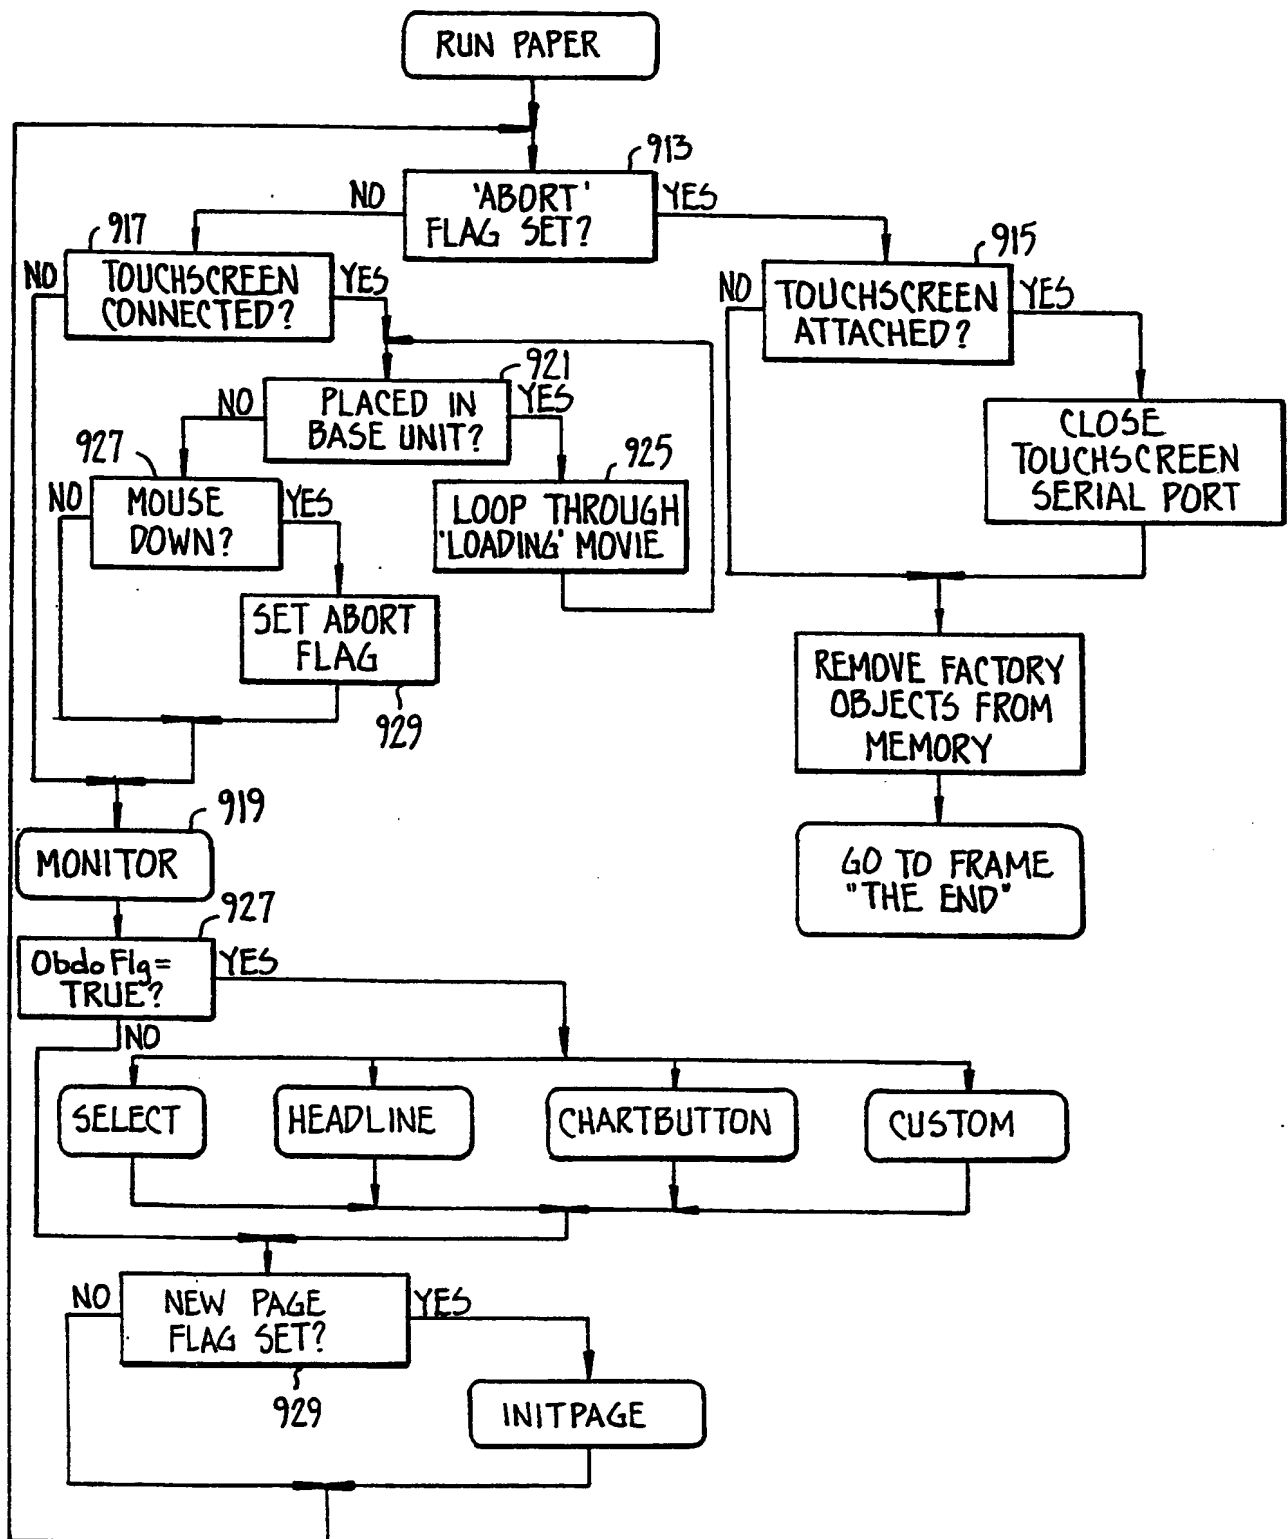 RUN PAPER
913
NO
'ABORT'
FLAG SET?
YES
917
NO
TOUCHSCREEN
CONNECTED?
YES
915
NO
TOUCHSCREEN
ATTACHED?
YES
921
NO
PLACED IN
BASE UNIT?
YES
CLOSE
TOUCHSCREEN
SERIAL PORT
927
NO
MOUSE
DOWN?
YES
925
LOOP THROUGH
'LOADING' MOVIE
SET ABORT
FLAG
929
REMOVE FACTORY
OBJECTS FROM
MEMORY
919
MONITOR
GO TO FRAME
"THE END"
927
ObdoFlg=
TRUE?
YES
NO
SELECT
HEADLINE
CHARTBUTTON
CUSTOM
NO
NEW PAGE
FLAG SET?
YES
929
INITPAGE